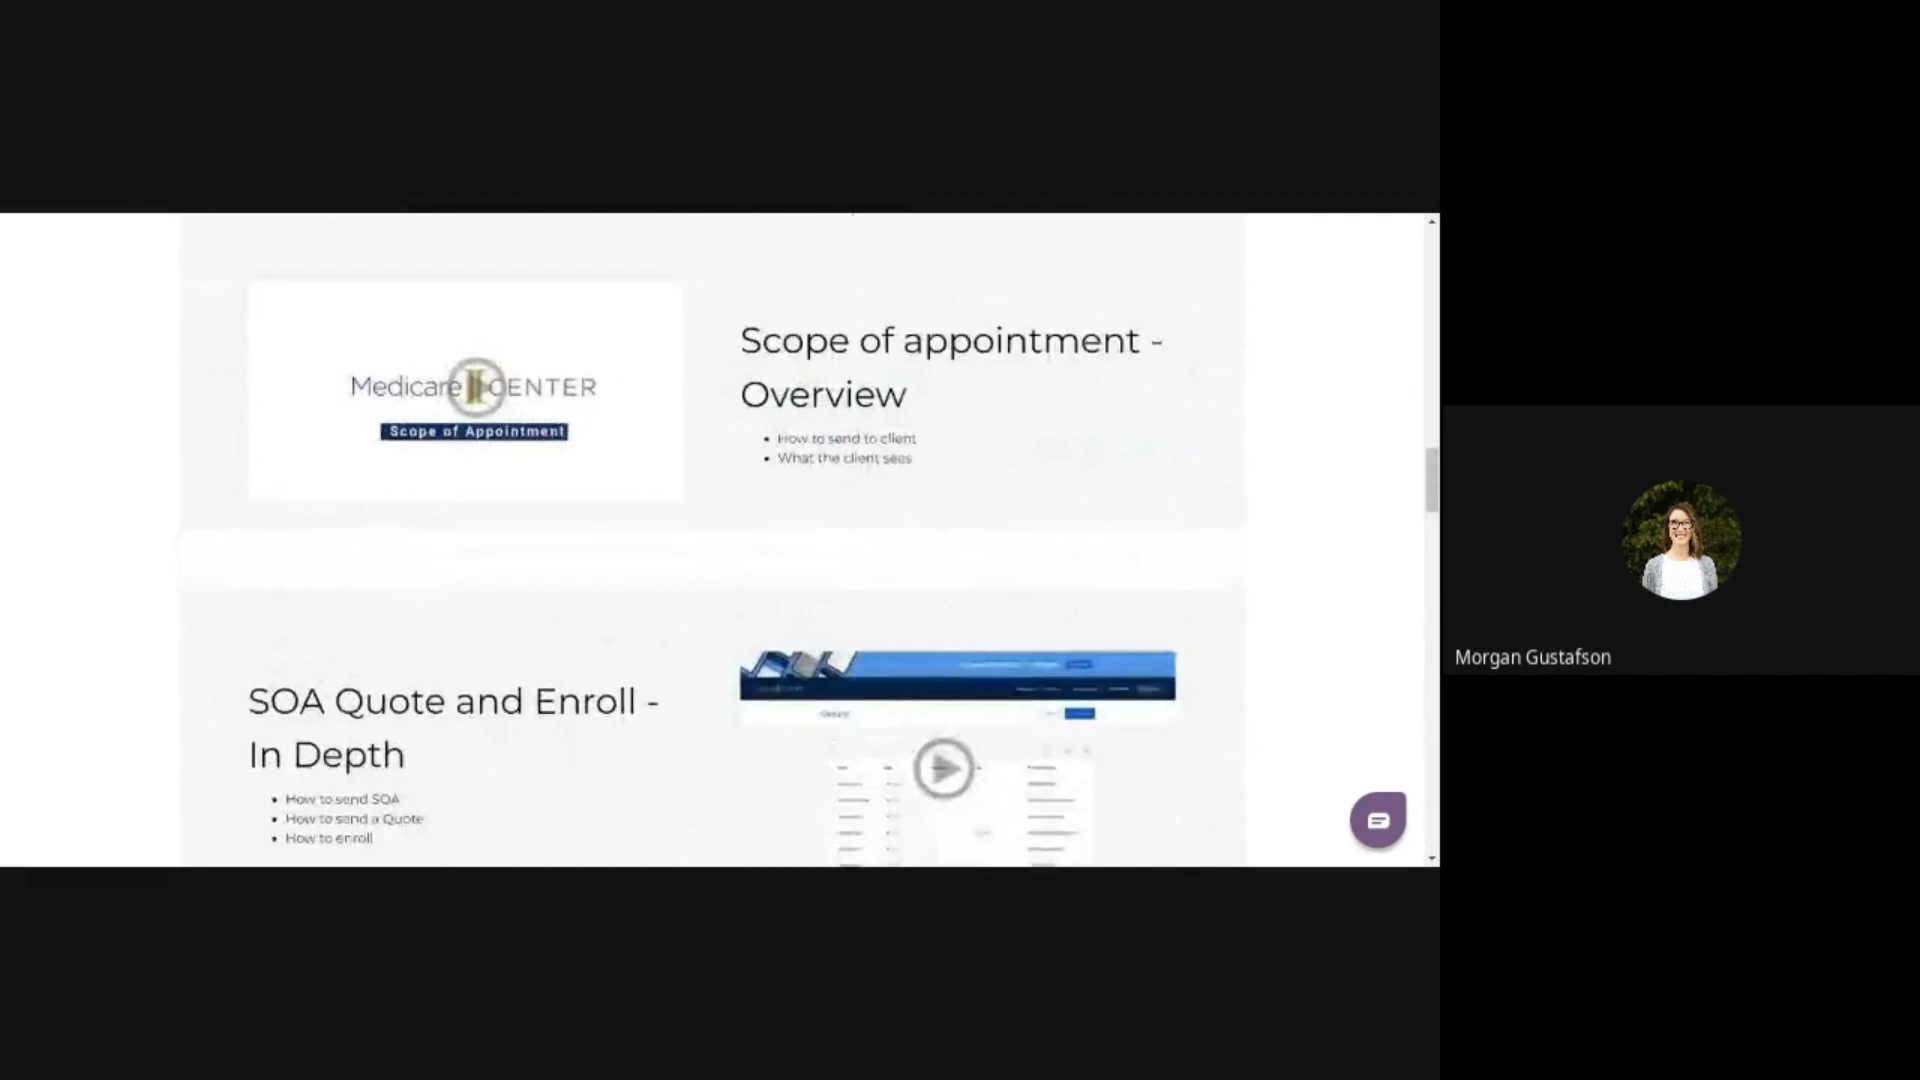 Medicare CENTER
Scope of Appointment
Scope of appointment -
Overview
• How to send to client
• What the client sees
SOA Quote and Enroll -
In Depth
• How to send SOA
• How to send a Quote
• How to enroll
Morgan Gustafson